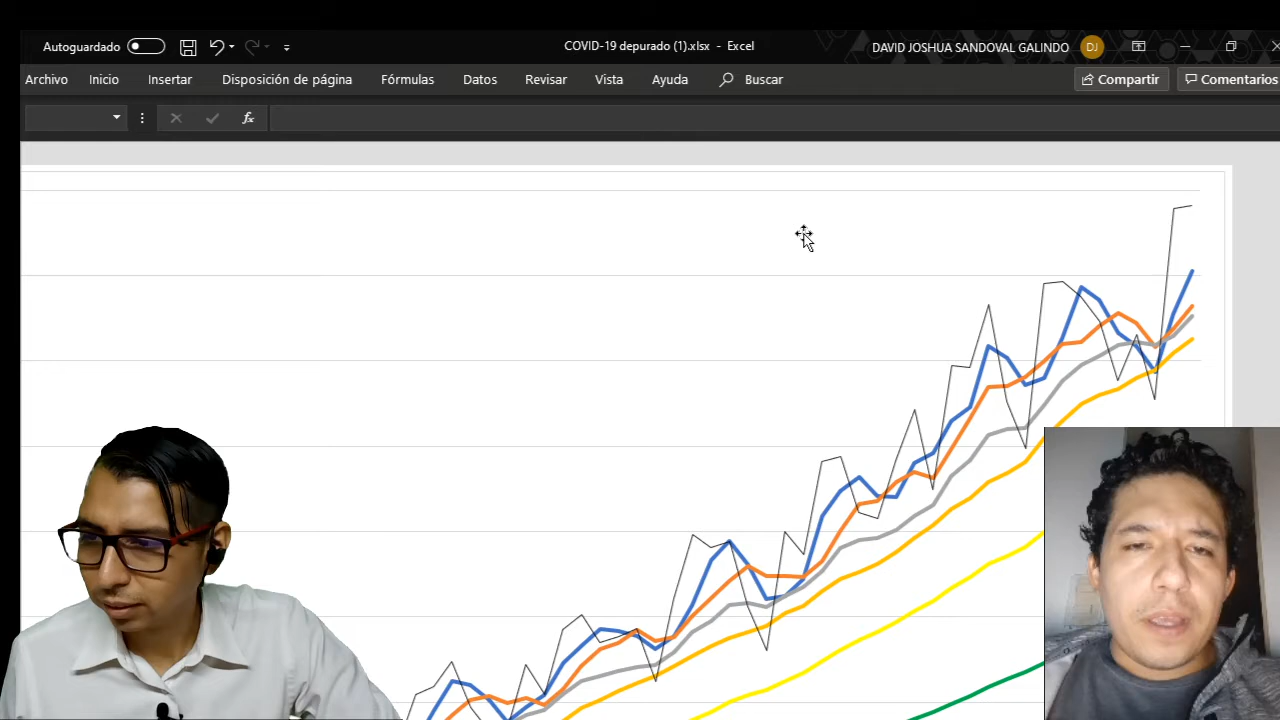 Autoguardado
COVID-19 depurado (1).xlsx - Excel
DAVID JOSHUA SANDOVAL GALINDO
DJ
Archivo Inicio Insertar Disposición de página Fórmulas Datos Revisar Vista Ayuda Buscar
Compartir
Comentarios
fx